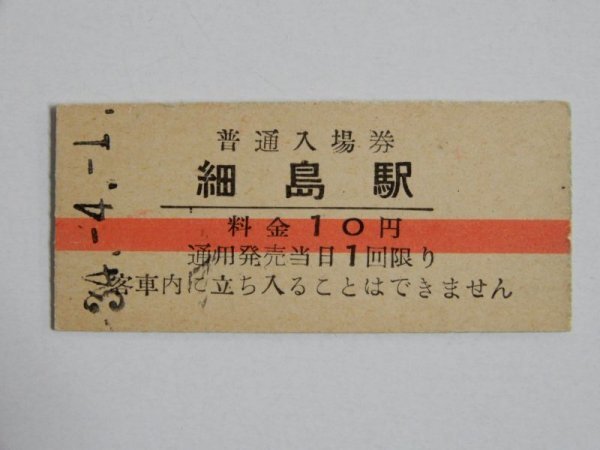 普通入場券
細島駅
料金10円
通用発売当日1回限り
客車内に立ち入ることはできません
34.-4.-1.